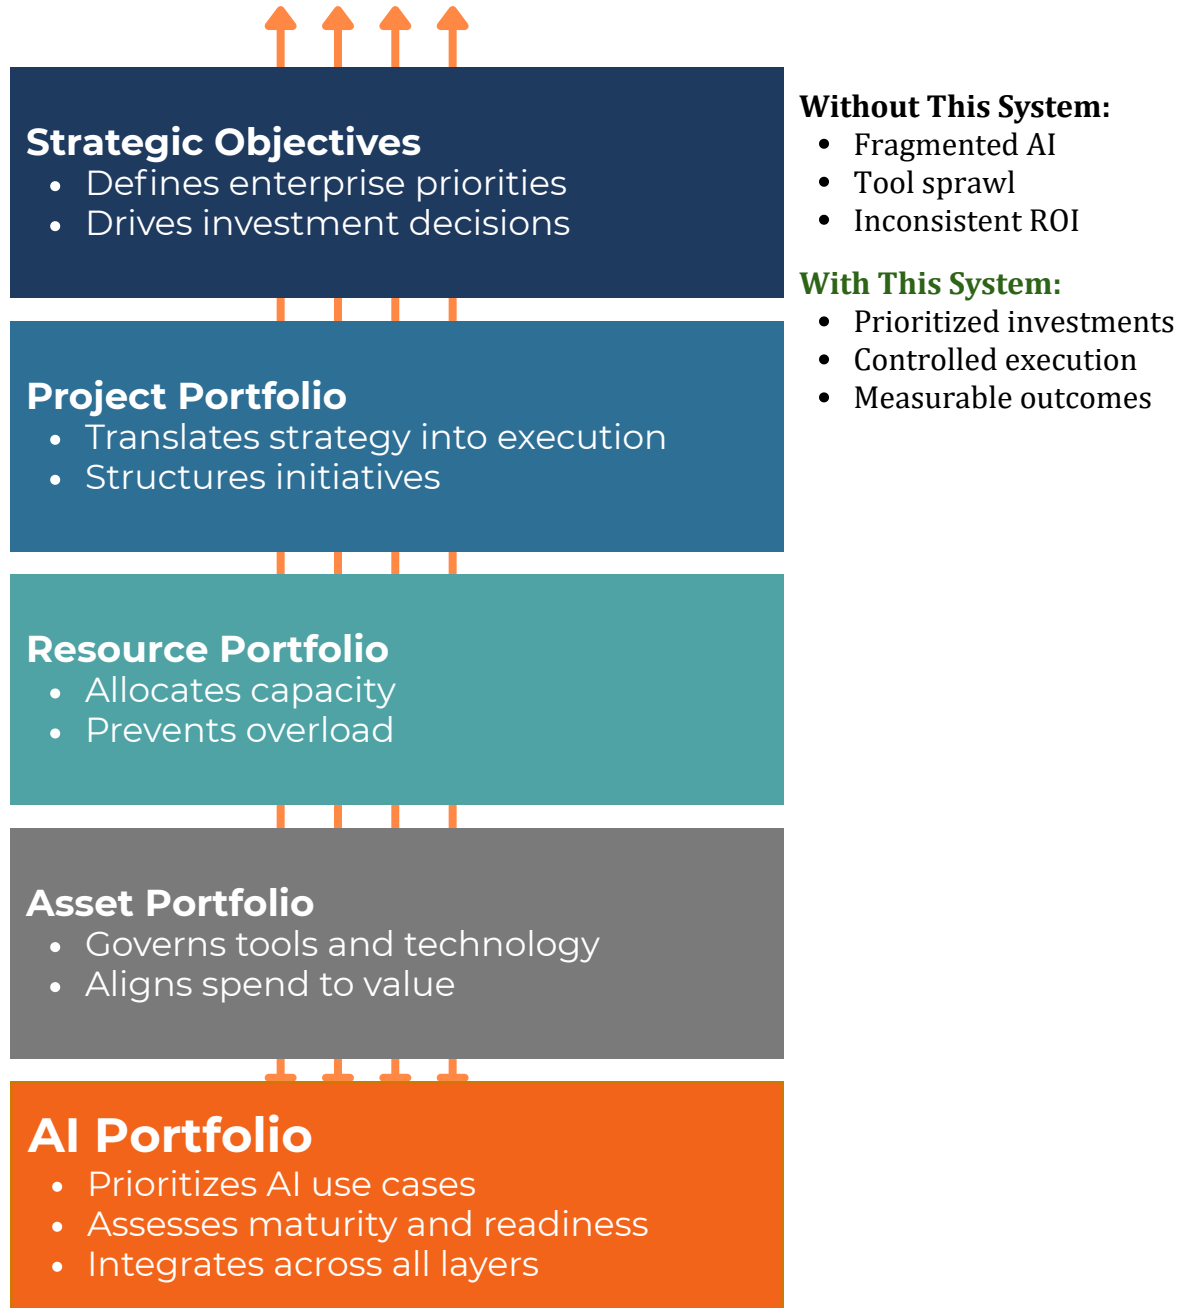 Strategic Objectives
• Defines enterprise priorities
• Drives investment decisions
Without This System:
• Fragmented AI
• Tool sprawl
• Inconsistent ROI
With This System:
• Prioritized investments
• Controlled execution
• Measurable outcomes
Project Portfolio
• Translates strategy into execution
• Structures initiatives
Resource Portfolio
• Allocates capacity
• Prevents overload
Asset Portfolio
• Governs tools and technology
• Aligns spend to value
AI Portfolio
• Prioritizes AI use cases
• Assesses maturity and readiness
• Integrates across all layers